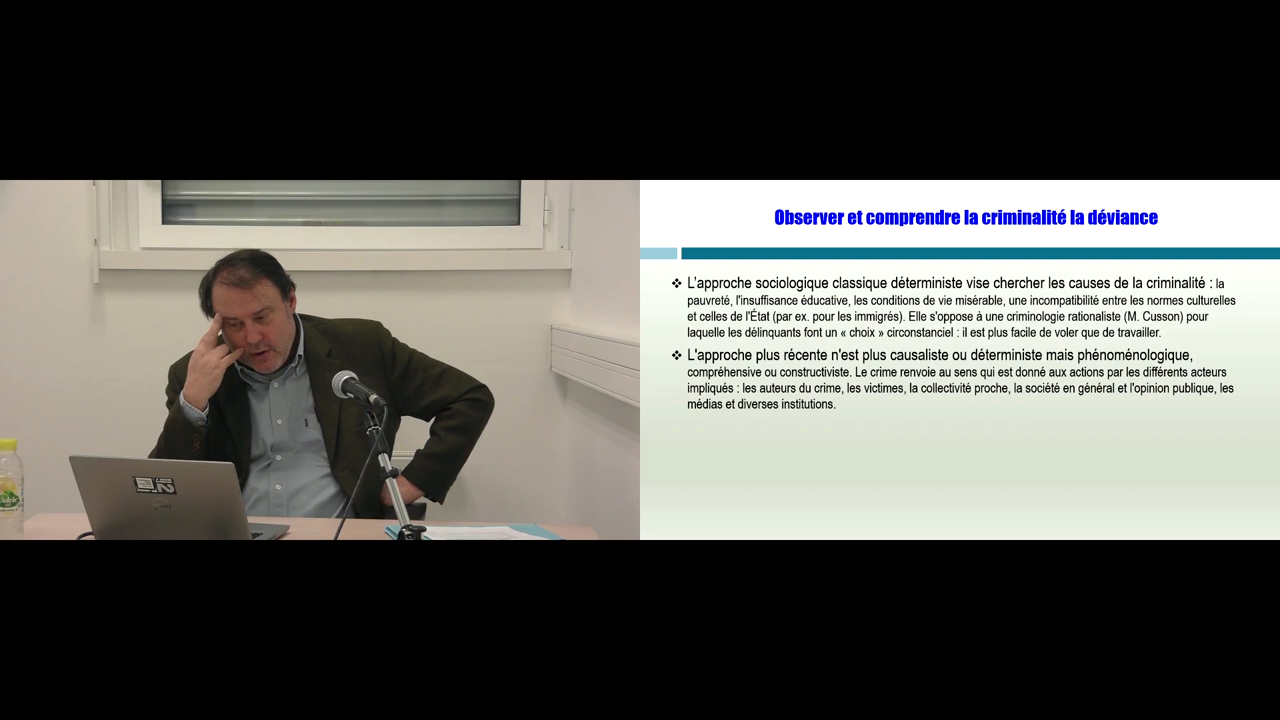 Observer et comprendre la criminalité la déviance
❖ L'approche sociologique classique déterministe vise chercher les causes de la criminalité : la
pauvreté, l'insuffisance éducative, les conditions de vie misérable, une incompatibilité entre les normes culturelles
et celles de l'État (par ex. pour les immigrés). Elle s'oppose à une criminologie rationaliste (M. Cusson) pour
laquelle les délinquants font un « choix » circonstanciel : il est plus facile de voler que de travailler.
❖ L'approche plus récente n'est plus causaliste ou déterministe mais phénoménologique,
compréhensive ou constructiviste. Le crime renvoie au sens qui est donné aux actions par les différents acteurs
impliqués : les auteurs du crime, les victimes, la collectivité proche, la société en général et l'opinion publique, les
médias et diverses institutions.